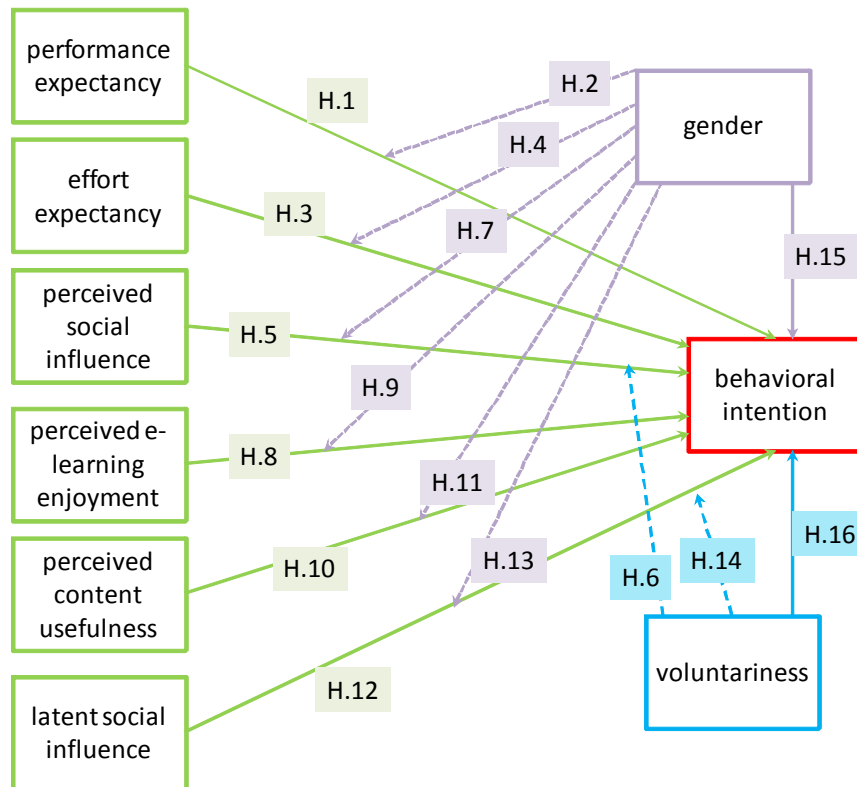 performance
expectancy
effort
expectancy
perceived
social
influence
perceived e-
learning
enjoyment
perceived
content
usefulness
latent social
influence
H.1
H.2
H.3
H.4
H.5
H.7
H.8
H.9
H.10
H.11
H.12
H.13
gender
H.15
behavioral
intention
H.6
H.14
H.16
voluntariness